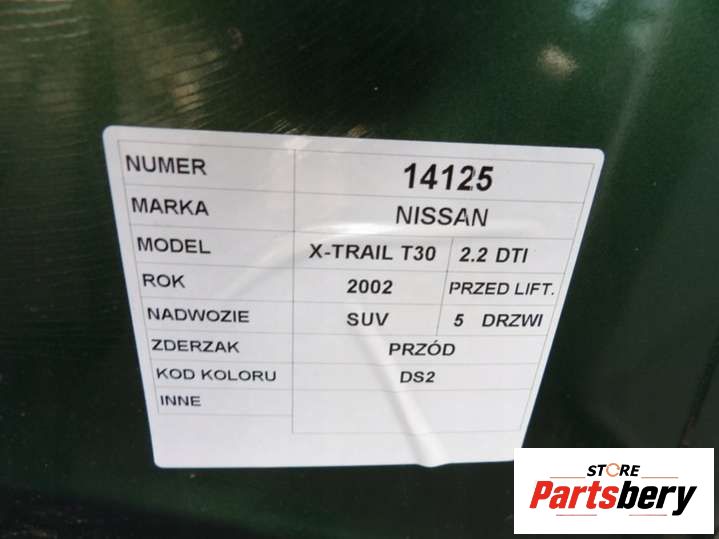 NUMER 14125
MARKA NISSAN
MODEL X-TRAIL T30 2.2 DTI
ROK 2002 PRZED LIFT.
NADWOZIE SUV 5 DRZWI
ZDERZAK PRZÓD
KOD KOLORU DS2
INNE
STORE
Partsbery